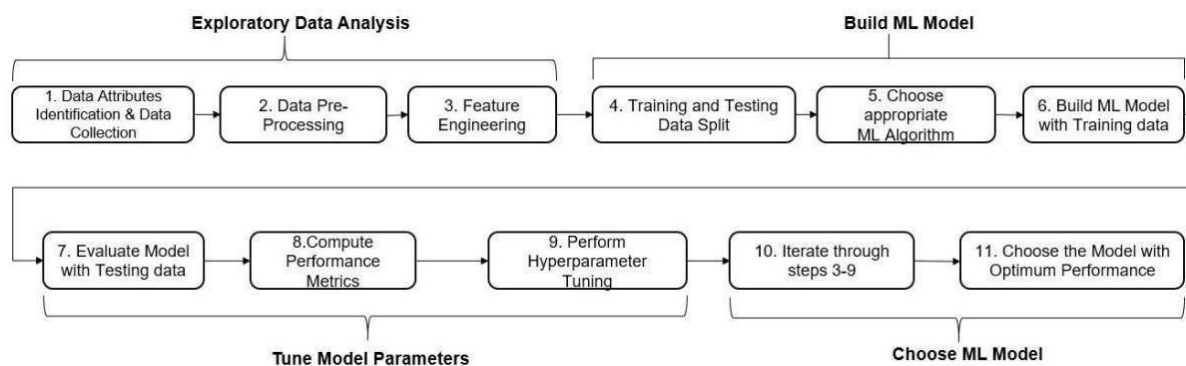 Exploratory Data Analysis
Build ML Model
1. Data Attributes
Identification & Data
Collection
2. Data Pre-
Processing
3. Feature
Engineering
4. Training and Testing
Data Split
5. Choose
appropriate
ML Algorithm
6. Build ML Model
with Training data
7. Evaluate Model
with Testing data
8.Compute
Performance
Metrics
9. Perform
Hyperparameter
Tuning
10. Iterate through
steps 3-9
11. Choose the Model with
Optimum Performance
Tune Model Parameters
Choose ML Model